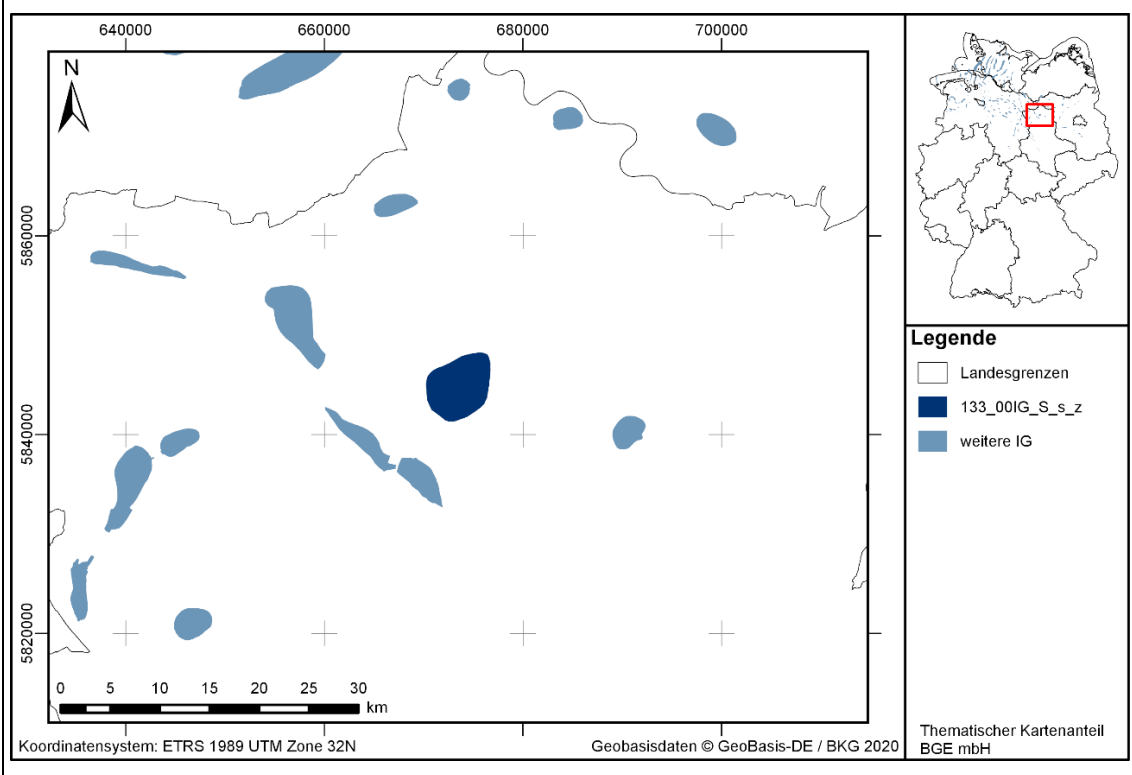 640000 660000 680000 700000
N
5860000
5840000
5820000
0 5 10 15 20 25 30
km
Koordinatensystem: ETRS 1989 UTM Zone 32N
Geobasisdaten © GeoBasis-DE / BKG 2020
Legende
Landesgrenzen
133_00IG_S_s_z
weitere IG
Thematischer Kartenanteil
BGE mbH